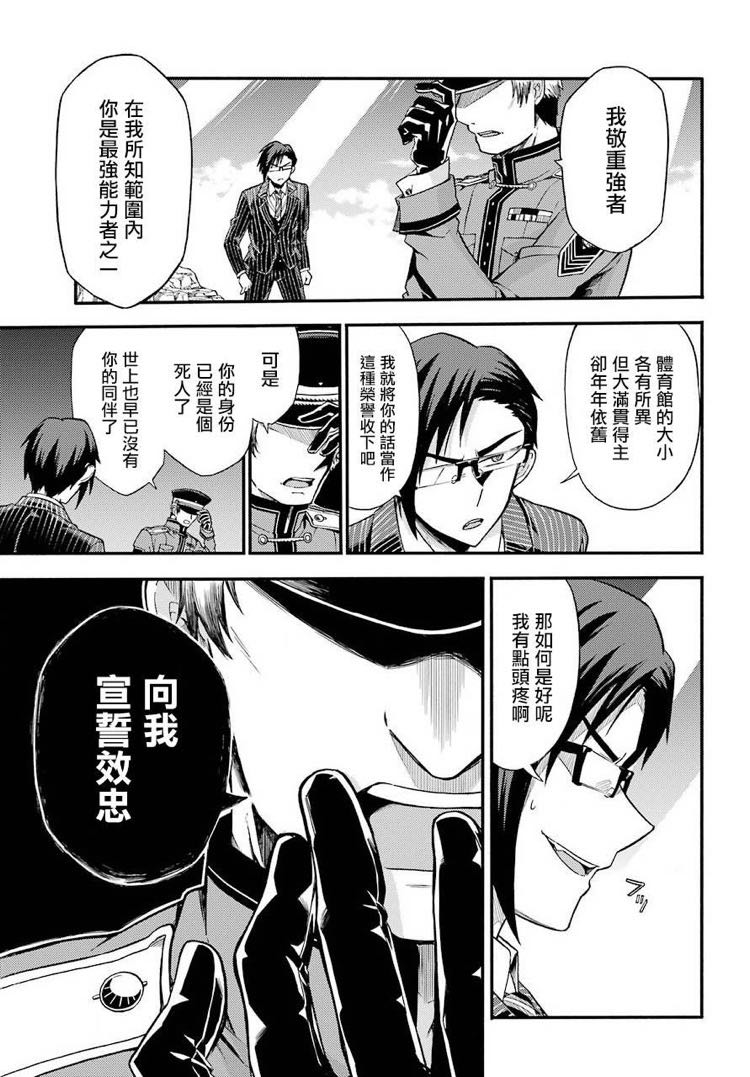 我敬重強者
在我所知範圍內
你是最強能力者之一
體育館的大小
各有所異
但大滿貫得主
卻年年依舊
我就將你的話當作
這種榮譽收下吧
可是
你的身份
已經是個
死人了
世上也早已沒有
你的同伴了
那如何是好呢
我有點頭疼啊
向我
宣誓效忠